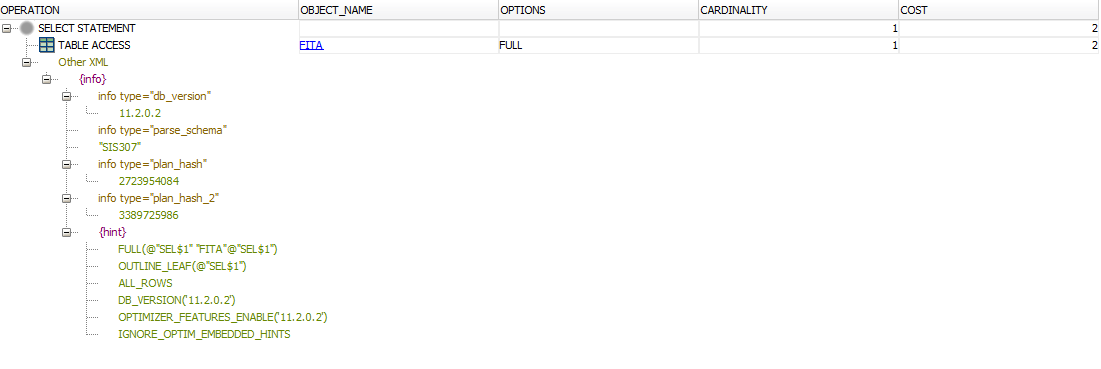 OPERATION OBJECT_NAME OPTIONS CARDINALITY COST
SELECT STATEMENT 1 2
TABLE ACCESS FITA FULL 1 2
Other XML
{info}
info type="db_version"
11.2.0.2
info type="parse_schema"
"SIS307"
info type="plan_hash"
2723954084
info type="plan_hash_2"
3389725986
{hint}
FULL(@"SEL$1" "FITA"@"SEL$1")
OUTLINE_LEAF(@"SEL$1")
ALL_ROWS
DB_VERSION('11.2.0.2')
OPTIMIZER_FEATURES_ENABLE('11.2.0.2')
IGNORE_OPTIM_EMBEDDED_HINTS